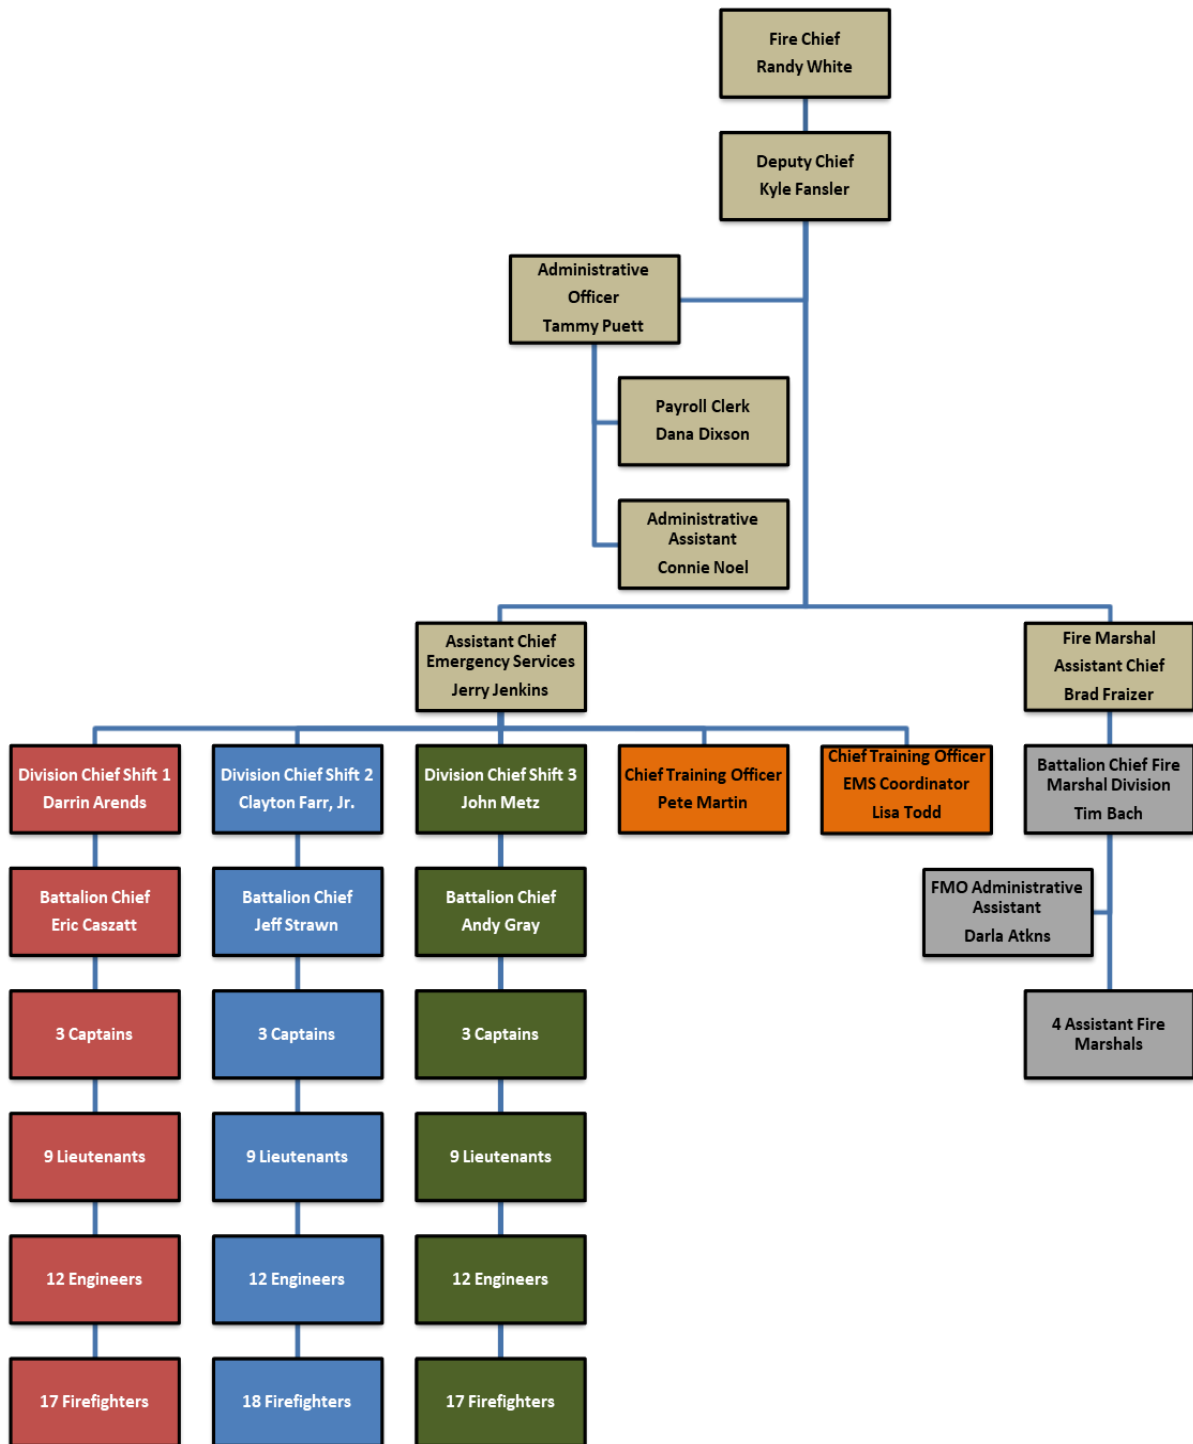 Fire Chief
Randy White
Deputy Chief
Kyle Fansler
Administrative
Officer
Tammy Puett
Payroll Clerk
Dana Dixson
Administrative
Assistant
Connie Noel
Assistant Chief
Emergency Services
Jerry Jenkins
Fire Marshal
Assistant Chief
Brad Fraizer
Division Chief Shift 1
Darrin Arends
Division Chief Shift 2
Clayton Farr, Jr.
Division Chief Shift 3
John Metz
Chief Training Officer
Pete Martin
Chief Training Officer
EMS Coordinator
Lisa Todd
Battalion Chief Fire
Marshal Division
Tim Bach
Battalion Chief
Eric Caszatt
Battalion Chief
Jeff Strawn
Battalion Chief
Andy Gray
FMO Administrative
Assistant
Darla Atkns
3 Captains
3 Captains
3 Captains
4 Assistant Fire
Marshals
9 Lieutenants
9 Lieutenants
9 Lieutenants
12 Engineers
12 Engineers
12 Engineers
17 Firefighters
18 Firefighters
17 Firefighters